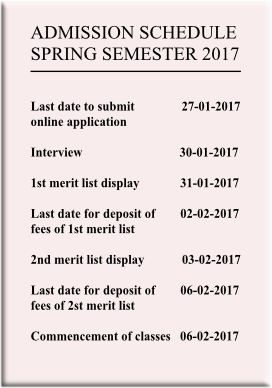 ADMISSION SCHEDULE
SPRING SEMESTER 2017
Last date to submit 27-01-2017
online application
Interview 30-01-2017
1st merit list display 31-01-2017
Last date for deposit of 02-02-2017
fees of 1st merit list
2nd merit list display 03-02-2017
Last date for deposit of 06-02-2017
fees of 2st merit list
Commencement of classes 06-02-2017